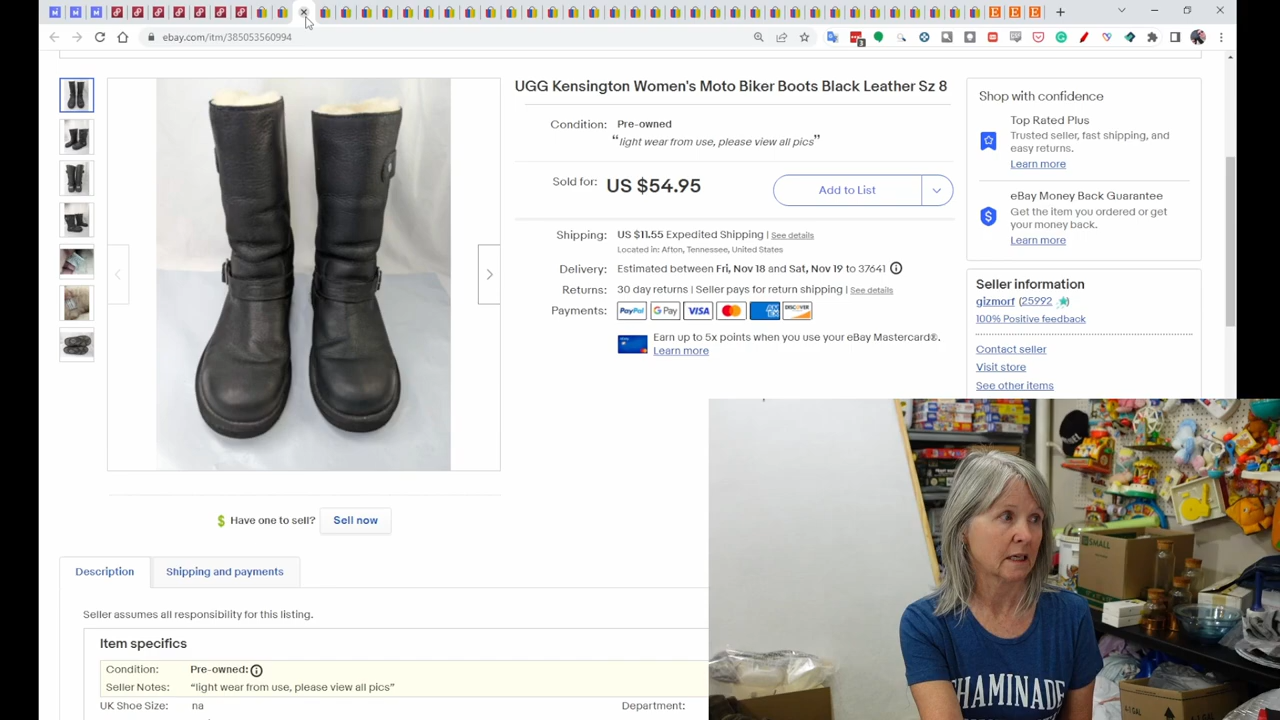 ebay.com/itm/385053560994
3
UGG Kensington Women's Moto Biker Boots Black Leather Sz 8
Condition: Pre-owned
“light wear from use, please view all pics”
Sold for: US $54.95
Add to List
Shipping: US $11.55 Expedited Shipping | See details
Located in: Afton, Tennessee, United States
Delivery: Estimated between Fri, Nov 18 and Sat, Nov 19 to 37641
Returns: 30 day returns | Seller pays for return shipping | See details
Payments: PayPal G Pay VISA DISCOVER
Earn up to 5x points when you use your eBay Mastercard®.
Learn more
Shop with confidence
Top Rated Plus
Trusted seller, fast shipping, and
easy returns.
Learn more
eBay Money Back Guarantee
Get the item you ordered or get
your money back.
Learn more
Seller information
gizmorf (25992)
100% Positive feedback
Contact seller
Visit store
See other items
Have one to sell? Sell now
Description
Shipping and payments
Seller assumes all responsibility for this listing.
Item specifics
Condition: Pre-owned:
Seller Notes: “light wear from use, please view all pics”
UK Shoe Size: na
Department:
SMALL
CHAMINADE